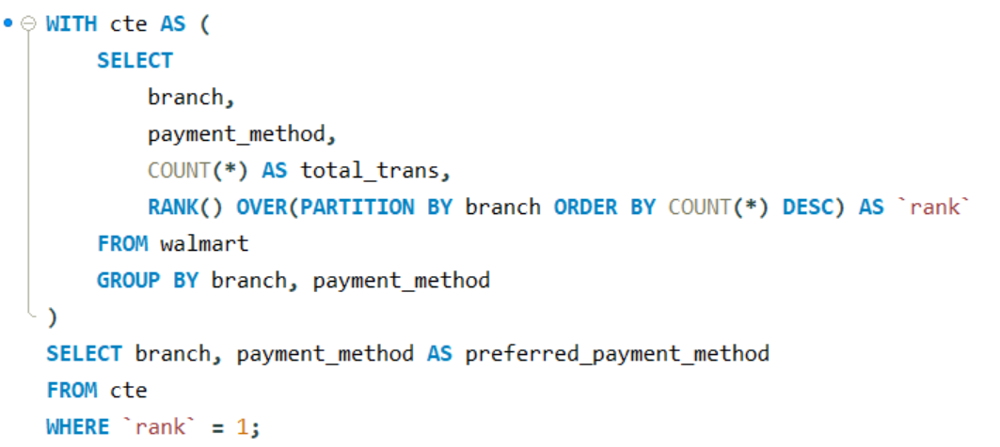 WITH cte AS (
SELECT
branch,
payment_method,
COUNT(*) AS total_trans,
RANK() OVER(PARTITION BY branch ORDER BY COUNT(*) DESC) AS `rank`
FROM walmart
GROUP BY branch, payment_method
)
SELECT branch, payment_method AS preferred_payment_method
FROM cte
WHERE `rank` = 1;